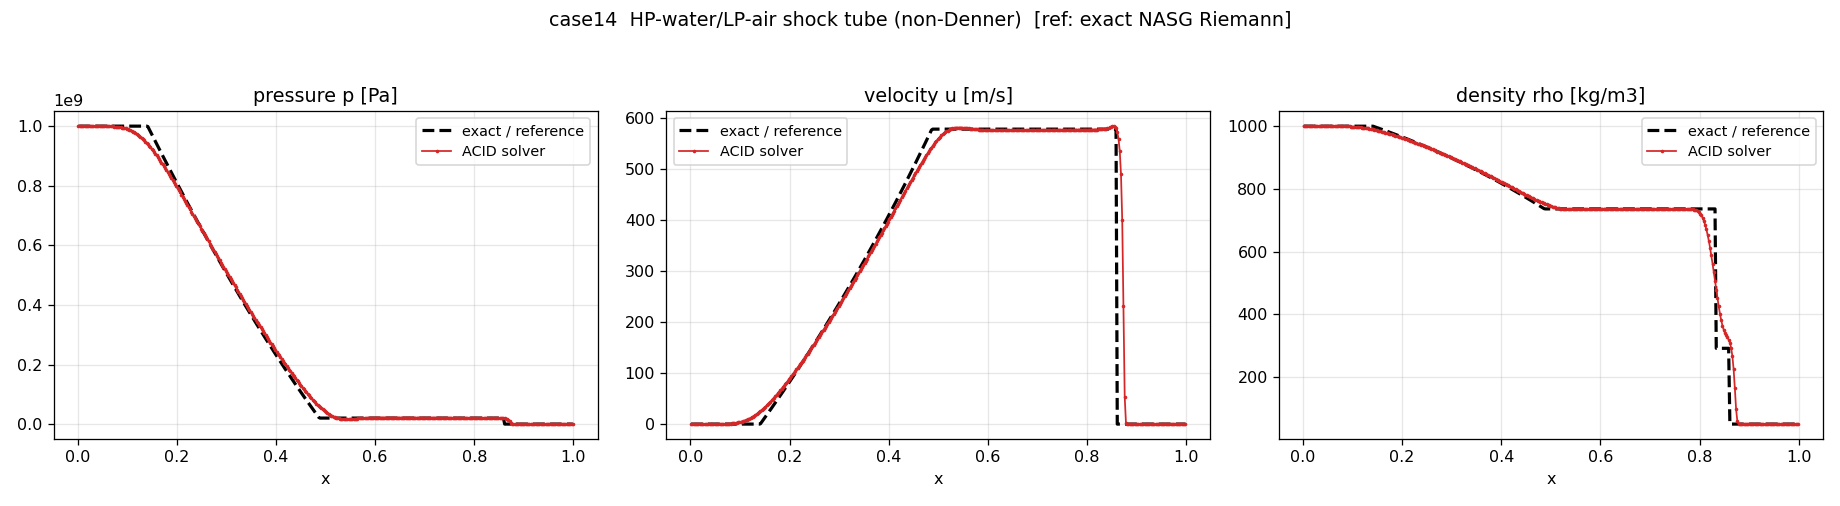 case14  HP-water/LP-air shock tube (non-Denner)  [ref: exact NASG Riemann]
pressure p [Pa]
1e9
1.0
0.8
0.6
0.4
0.2
0.0
exact / reference
ACID solver
0.0 0.2 0.4 0.6 0.8 1.0
x
velocity u [m/s]
600
500
400
300
200
100
0
exact / reference
ACID solver
0.0 0.2 0.4 0.6 0.8 1.0
x
density rho [kg/m3]
1000
800
600
400
200
exact / reference
ACID solver
0.0 0.2 0.4 0.6 0.8 1.0
x